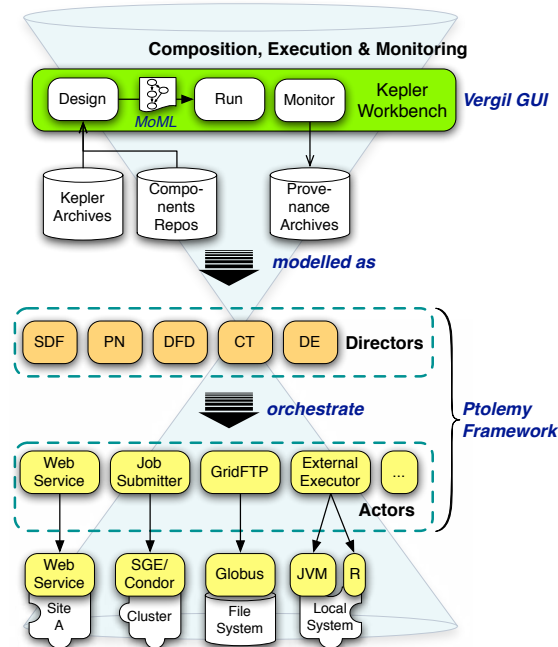 Composition, Execution & Monitoring
Design
MoML
Run
Monitor
Kepler
Workbench
Vergil GUI
Kepler
Archives
Compo-
nents
Repos
Prove-
nance
Archives
modelled as
SDF
PN
DFD
CT
DE
Directors
orchestrate
Ptolemy
Framework
Web
Service
Job
Submitter
GridFTP
External
Executor
...
Actors
Web
Service
SGE/
Condor
Globus
JVM
R
Site
A
Cluster
File
System
Local
System